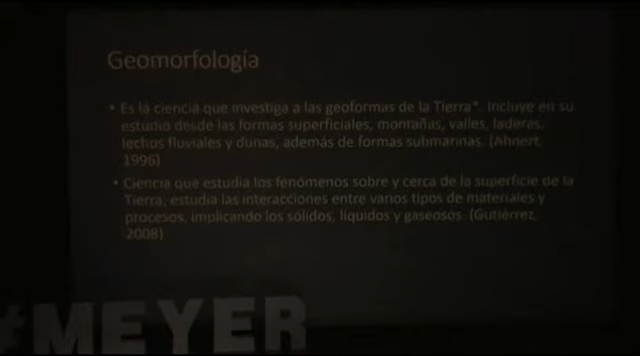 Geomorfología
• Es la ciencia que investiga a las geoformas de la Tierra*. Incluye en su
estudio desde las formas superficiales, montañas, valles, laderas,
lechos fluviales y dunas, además de formas submarinas. (Ahnert,
1996)
• Ciencia que estudia los fenómenos sobre y cerca de la superficie de la
Tierra, estudia las interacciones entre varios tipos de materiales y
procesos, implicando los sólidos, líquidos y gaseosos. (Gutiérrez,
2008)
#MEYER